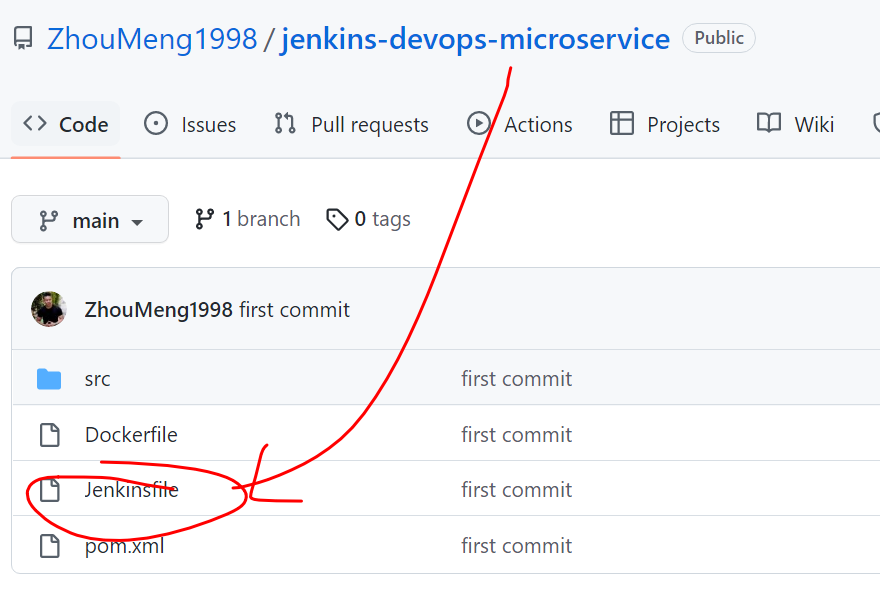 ZhouMeng1998 / jenkins-devops-microservice Public
Code Issues Pull requests Actions Projects Wiki
main 1 branch 0 tags
ZhouMeng1998 first commit
src first commit
Dockerfile first commit
Jenkinsfile first commit
pom.xml first commit